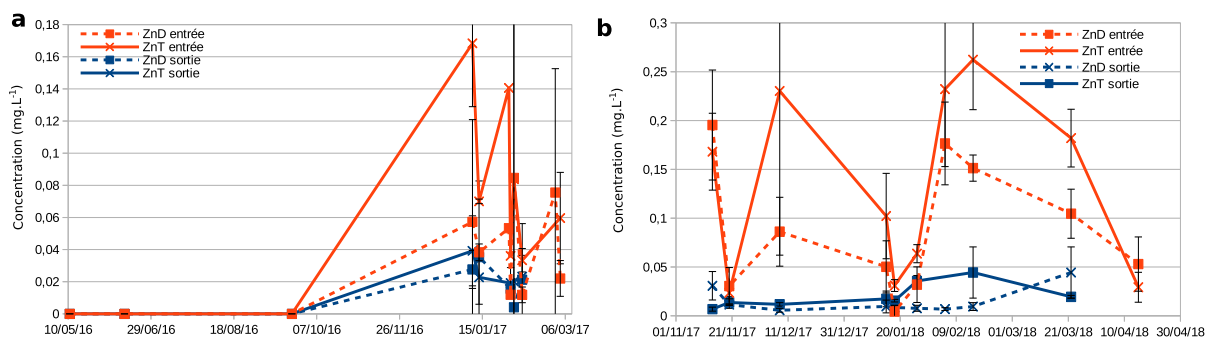 a
0,18
0,16
0,14
0,12
0,1
0,08
0,06
0,04
0,02
0
Concentration (mg.L⁻¹)
ZnD entrée
ZnT entrée
ZnD sortie
ZnT sortie
10/05/16 29/06/16 18/08/16 07/10/16 26/11/16 15/01/17 06/03/17
b
0,3
0,25
0,2
0,15
0,1
0,05
0
Concentration (mg.L⁻¹)
ZnD entrée
ZnT entrée
ZnD sortie
ZnT sortie
01/11/17 21/11/17 11/12/17 31/12/17 20/01/18 09/02/18 01/03/18 21/03/18 10/04/18 30/04/18